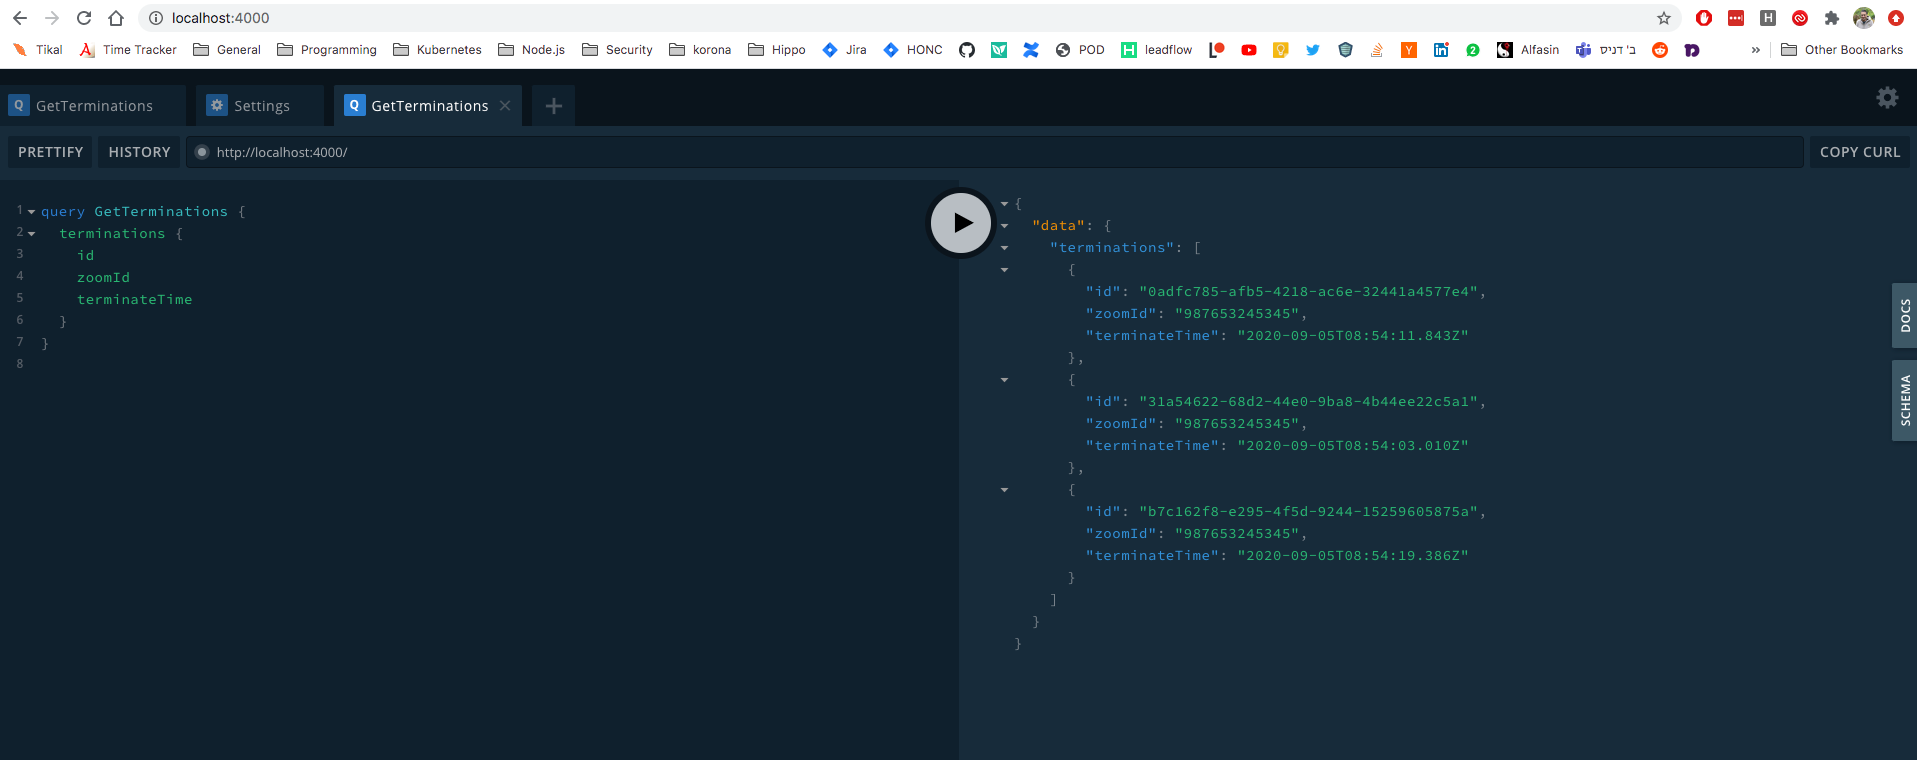 localhost:4000
Tikal Time Tracker General Programming Kubernetes Node.js Security korona Hippo Jira HONC POD leadflow Alfasin ב' דניס Other Bookmarks
Q GetTerminations Settings Q GetTerminations
PRETTIFY HISTORY http://localhost:4000/ COPY CURL
1 query GetTerminations {
2 terminations {
3 id
4 zoomId
5 terminateTime
6 }
7 }
8
{
"data": {
"terminations": [
{
"id": "0adfc785-afb5-4218-ac6e-32441a4577e4",
"zoomId": "987653245345",
"terminateTime": "2020-09-05T08:54:11.843Z"
},
{
"id": "31a54622-68d2-44e0-9ba8-4b44ee22c5a1",
"zoomId": "987653245345",
"terminateTime": "2020-09-05T08:54:03.010Z"
},
{
"id": "b7c162f8-e295-4f5d-9244-15259605875a",
"zoomId": "987653245345",
"terminateTime": "2020-09-05T08:54:19.386Z"
}
]
}
}
DOCS
SCHEMA